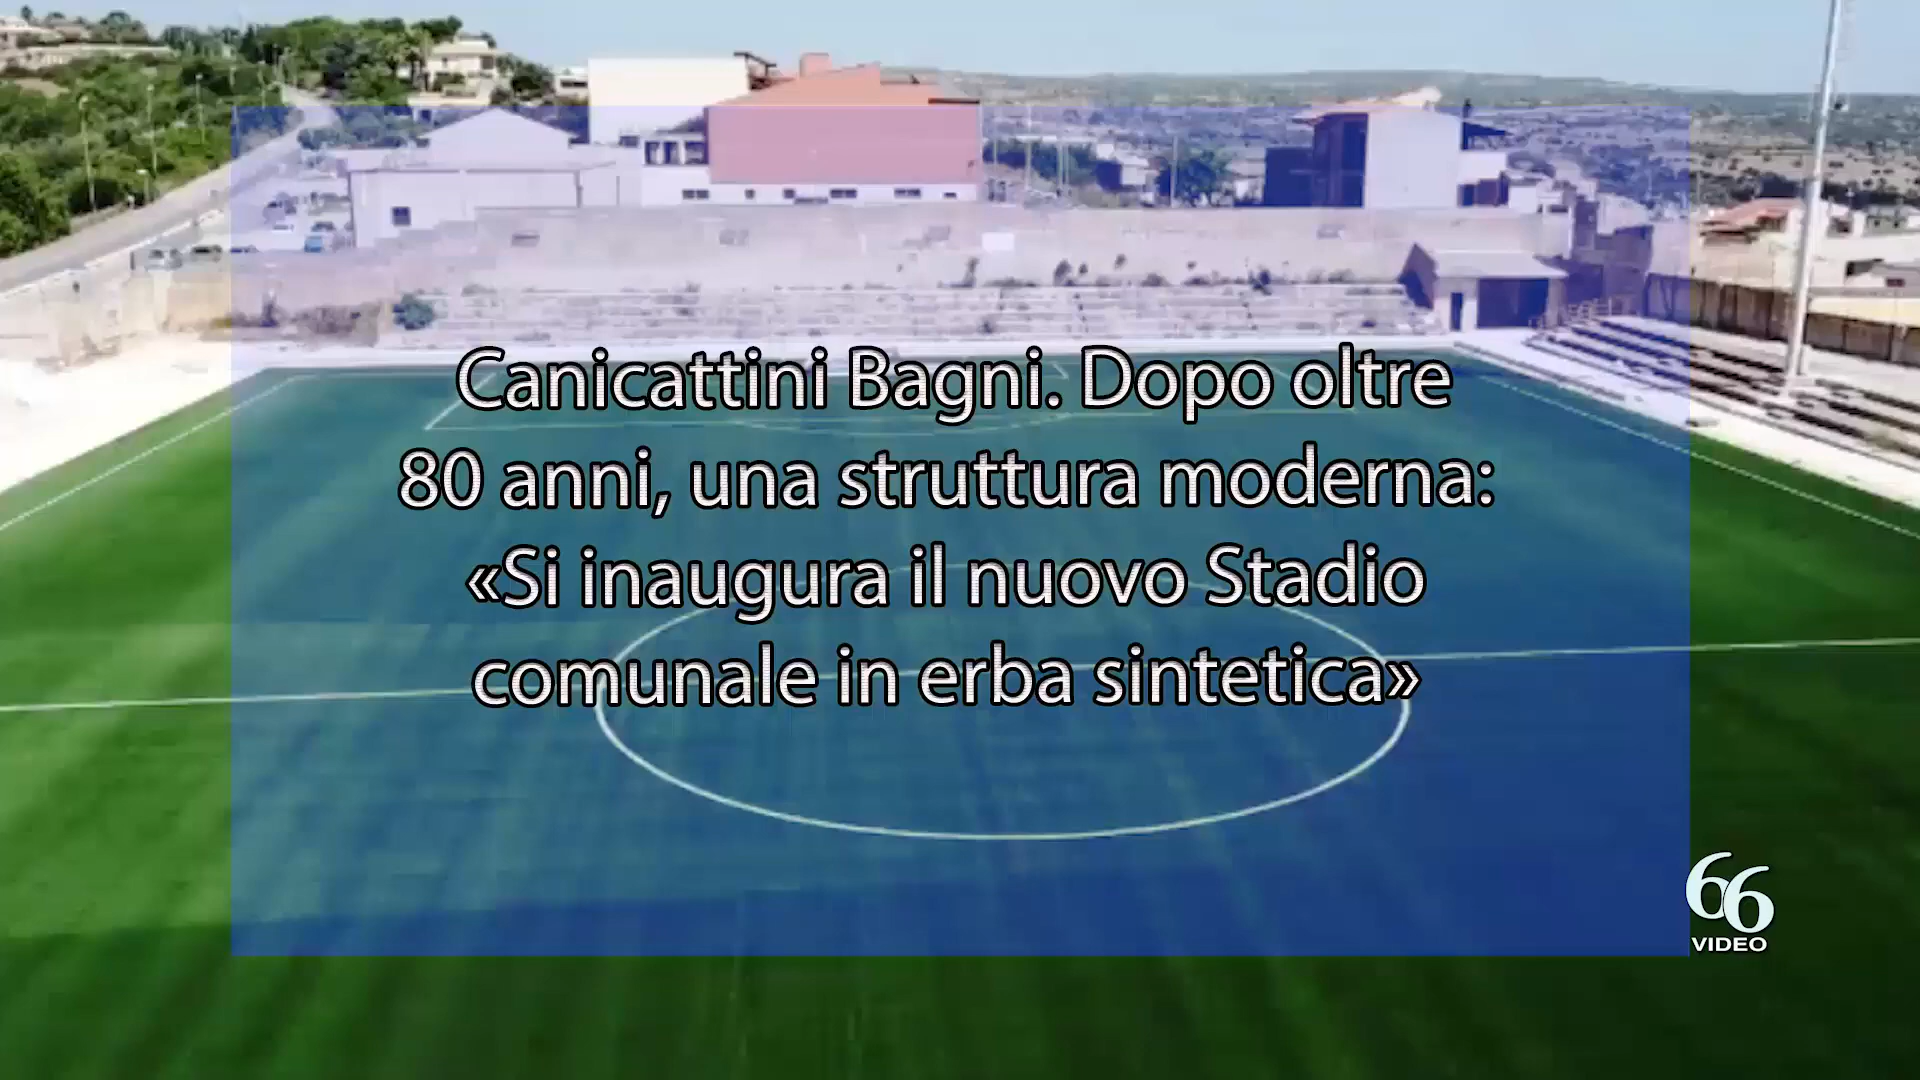 Canicattini Bagni. Dopo oltre
80 anni, una struttura moderna:
«Si inaugura il nuovo Stadio
comunale in erba sintetica»
66
VIDEO